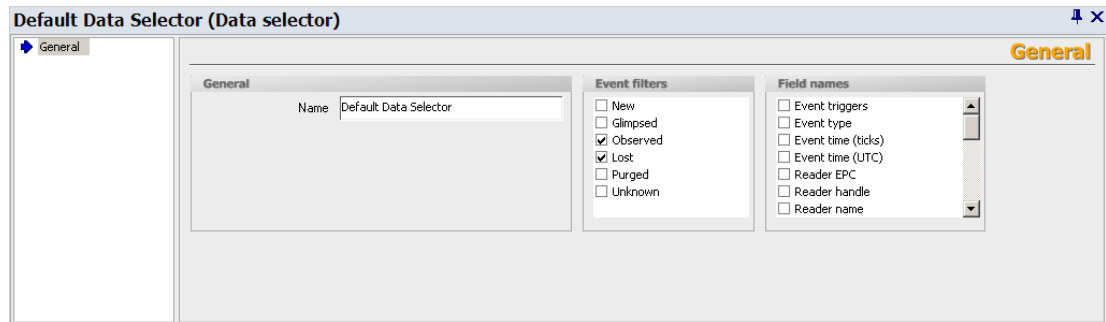 Default Data Selector (Data selector)
General
General
General
Name Default Data Selector
Event filters
New
Glimpsed
Observed
Lost
Purged
Unknown
Field names
Event triggers
Event type
Event time (ticks)
Event time (UTC)
Reader EPC
Reader handle
Reader name